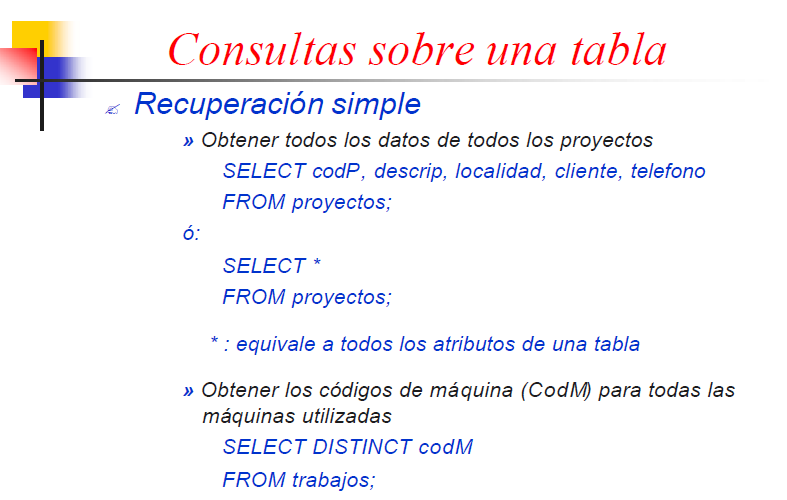 Consultas sobre una tabla
Recuperación simple
» Obtener todos los datos de todos los proyectos
SELECT codP, descrip, localidad, cliente, telefono
FROM proyectos;
ó:
SELECT *
FROM proyectos;
* : equivale a todos los atributos de una tabla
» Obtener los códigos de máquina (CodM) para todas las
máquinas utilizadas
SELECT DISTINCT codM
FROM trabajos;